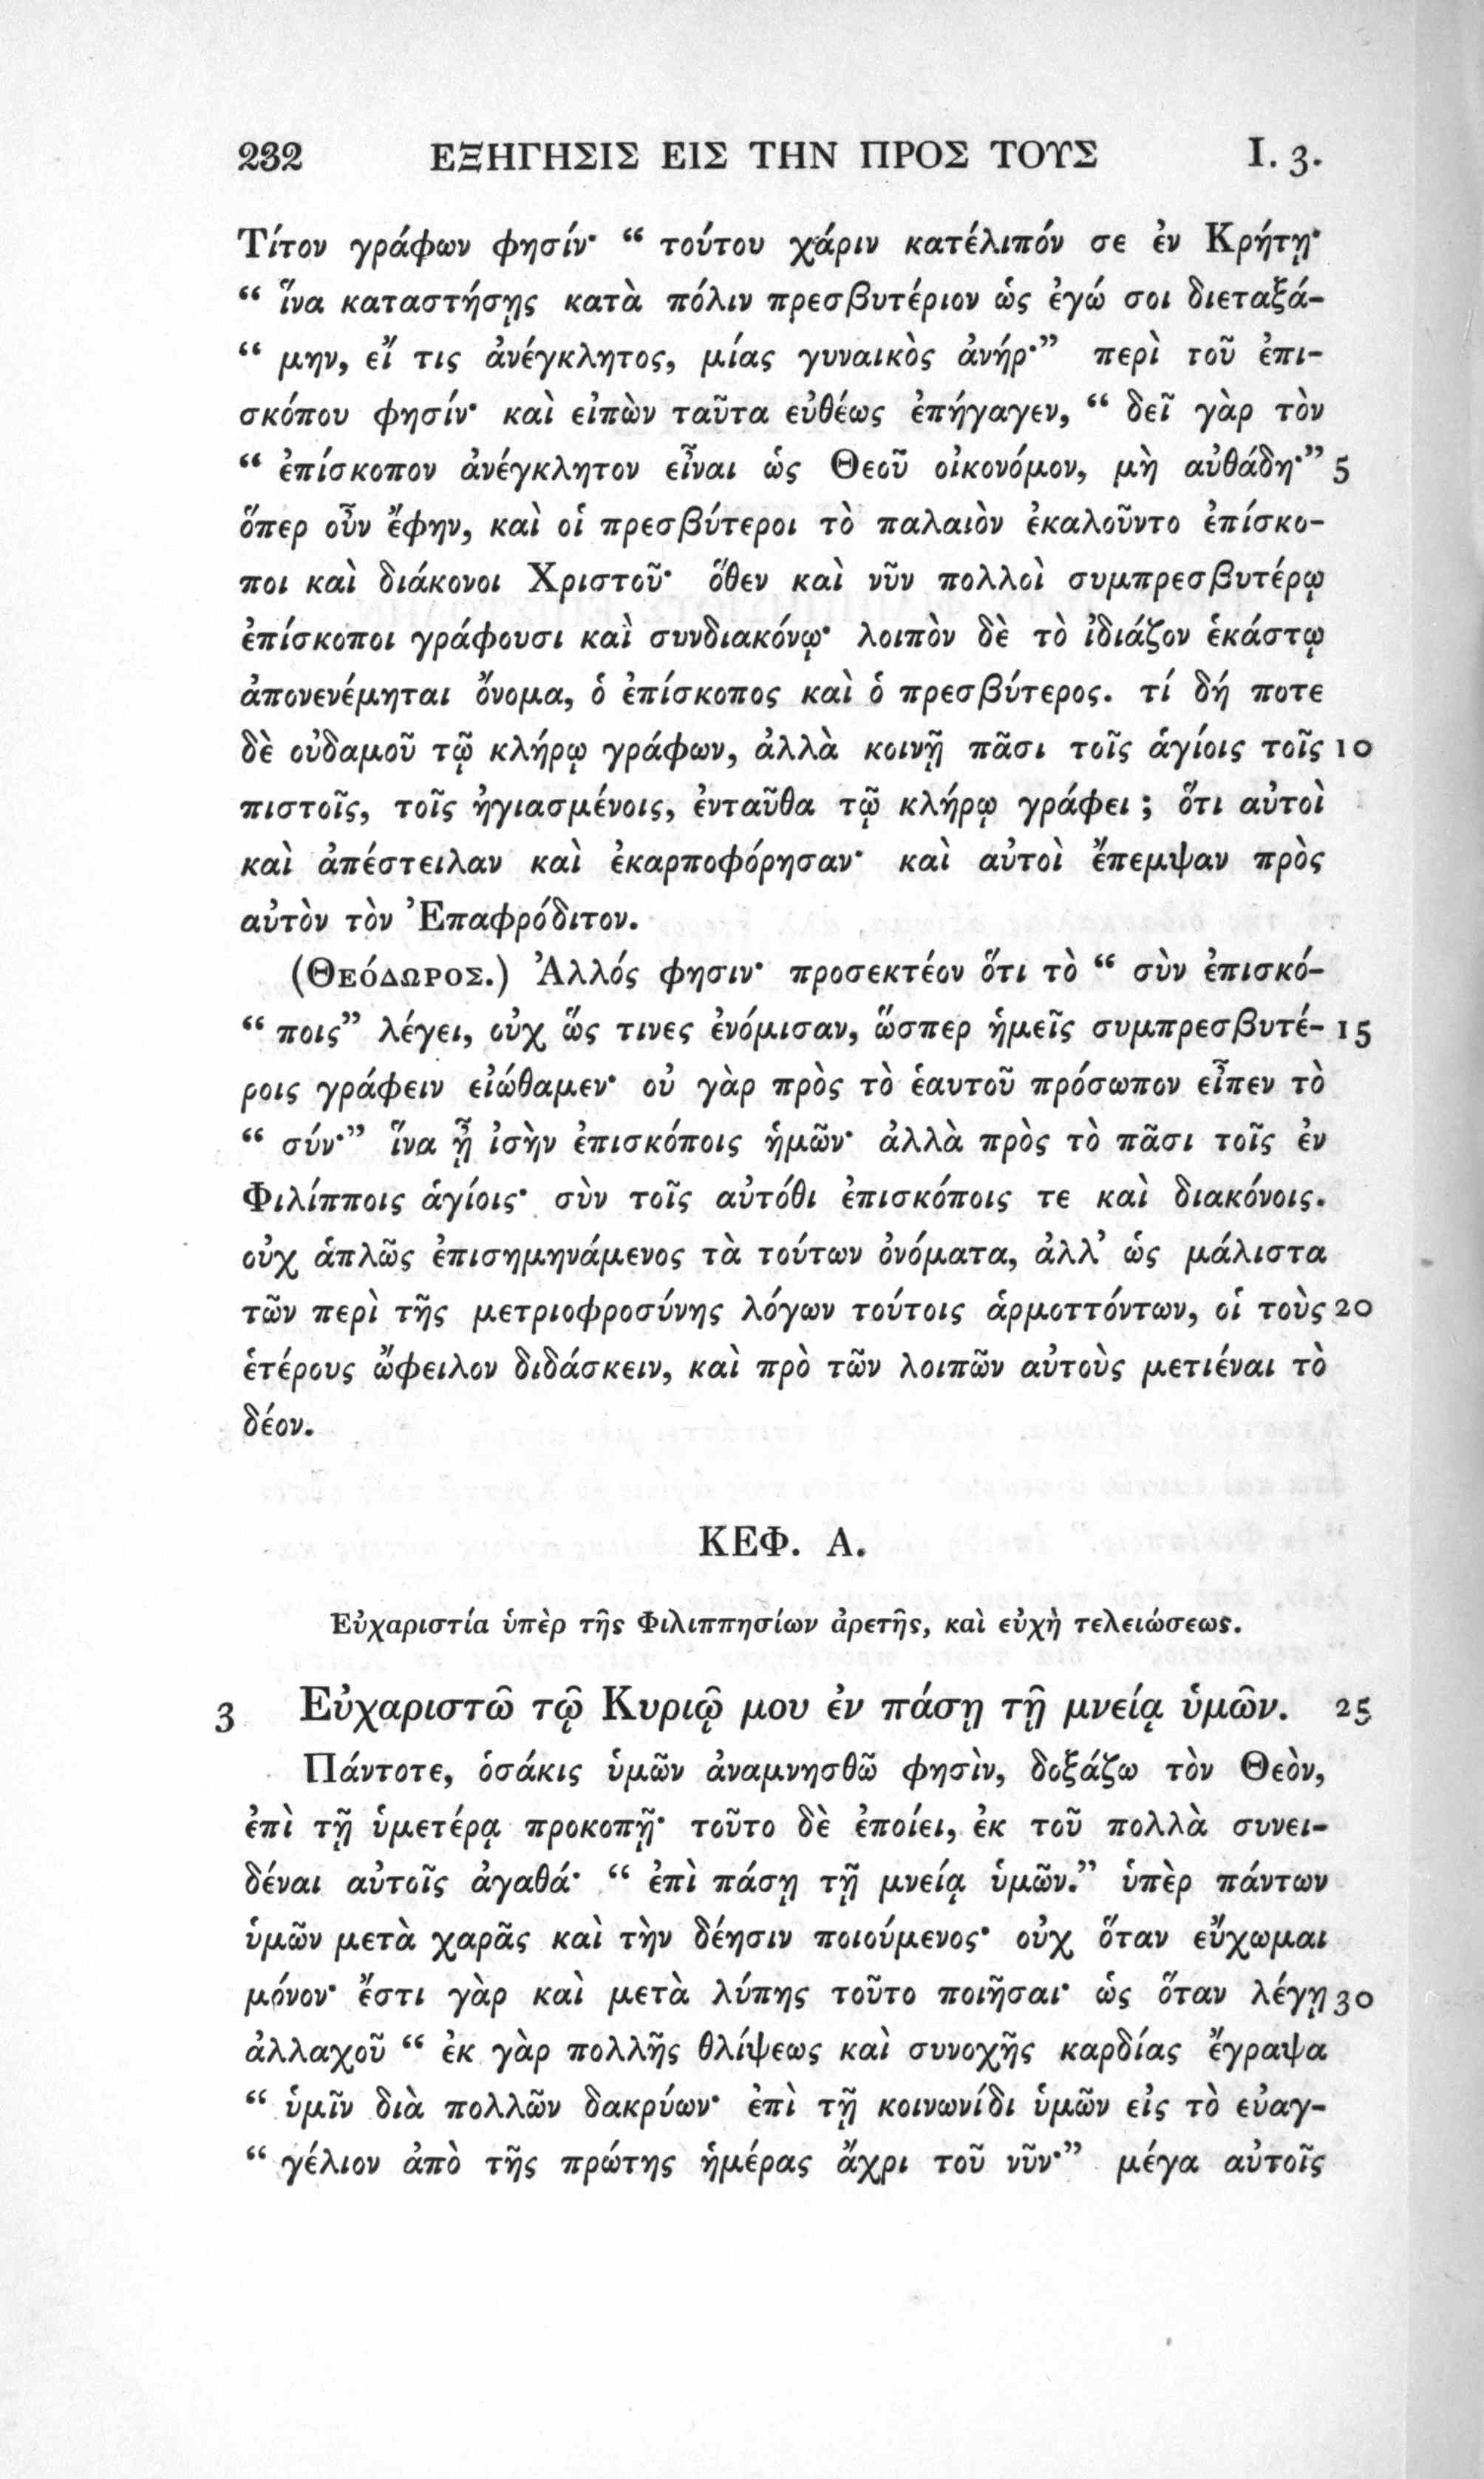 232 ΕΞΗΓΗΣΙΣ ΕΙΣ ΤΗΝ ΠΡΟΣ ΤΟΥΣ I. 3.
Τίτον γράφων φησίν· “ τούτου χάριν κατέλιπόν σε ἐν Κρήτῃ·
“ ἵνα καταστήσῃς κατὰ πόλιν πρεσβυτέριον ὡς ἐγώ σοι διεταξά-
“ μην, εἴ τις ἀνέγκλητος, μίας γυναικὸς ἀνήρ·” περὶ τοῦ ἐπι-
σκόπου φησίν· καὶ εἰπὼν ταῦτα εὐθέως ἐπήγαγεν, “ δεῖ γὰρ τὸν
“ ἐπίσκοπον ἀνέγκλητον εἶναι ὡς Θεοῦ οἰκονόμον, μὴ αὐθάδη·” 5
ὅπερ οὖν ἔφην, καὶ οἱ πρεσβύτεροι τὸ παλαιὸν ἐκαλοῦντο ἐπίσκο-
ποι καὶ διάκονοι Χριστοῦ· ὅθεν καὶ νῦν πολλοὶ συμπρεσβυτέρῳ
ἐπίσκοποι γράφουσι καὶ συνδιακόνῳ· λοιπὸν δὲ τὸ ἰδιάζον ἑκάστῳ
ἀπονενέμηται ὄνομα, ὁ ἐπίσκοπος καὶ ὁ πρεσβύτερος. τί δή ποτε
δὲ οὐδαμοῦ τῷ κλήρῳ γράφων, ἀλλὰ κοινῇ πᾶσι τοῖς ἁγίοις τοῖς 10
πιστοῖς, τοῖς ἡγιασμένοις, ἐνταῦθα τῷ κλήρῳ γράφει ; ὅτι αὐτοὶ
καὶ ἀπέστειλαν καὶ ἐκαρποφόρησαν· καὶ αὐτοὶ ἔπεμψαν πρὸς
αὐτὸν τὸν Ἐπαφρόδιτον.
(Θεόδωρος.) Ἀλλός φησιν· προσεκτέον ὅτι τὸ “ σὺν ἐπισκό-
“ ποις” λέγει, οὐχ ὥς τινες ἐνόμισαν, ὥσπερ ἡμεῖς συμπρεσβυτέ- 15
ροις γράφειν εἰώθαμεν· οὐ γὰρ πρὸς τὸ ἑαυτοῦ πρόσωπον εἶπεν τὸ
“ σύν·” ἵνα ᾖ ἰσὴν ἐπισκόποις ἡμῶν· ἀλλὰ πρὸς τὸ πᾶσι τοῖς ἐν
Φιλίπποις ἁγίοις· σὺν τοῖς αὐτόθι ἐπισκόποις τε καὶ διακόνοις.
οὐχ ἁπλῶς ἐπισημηνάμενος τὰ τούτων ὀνόματα, ἀλλ’ ὡς μάλιστα
τῶν περὶ τῆς μετριοφροσύνης λόγων τούτοις ἁρμοττόντων, οἱ τοὺς 20
ἑτέρους ὤφειλον διδάσκειν, καὶ πρὸ τῶν λοιπῶν αὐτοὺς μετιέναι τὸ
δέον.
ΚΕΦ. Α.
Εὐχαριστία ὑπὲρ τῆς Φιλιππησίων ἀρετῆς, καὶ εὐχὴ τελειώσεως.
3 Εὐχαριστῶ τῷ Κυριῷ μου ἐν πάσῃ τῇ μνείᾳ ὑμῶν. 25
Πάντοτε, ὁσάκις ὑμῶν ἀναμνησθῶ φησὶν, δοξάζω τὸν Θεὸν,
ἐπὶ τῇ ὑμετέρᾳ προκοπῇ· τοῦτο δὲ ἐποίει, ἐκ τοῦ πολλὰ συνει-
δέναι αὐτοῖς ἀγαθά· “ ἐπὶ πάσῃ τῇ μνείᾳ ὑμῶν.” ὑπὲρ πάντων
ὑμῶν μετὰ χαρᾶς καὶ τὴν δέησιν ποιούμενος· οὐχ ὅταν εὔχωμαι
μόνον· ἔστι γὰρ καὶ μετὰ λύπης τοῦτο ποιῆσαι· ὡς ὅταν λέγῃ 30
ἀλλαχοῦ “ ἐκ γὰρ πολλῆς θλίψεως καὶ συνοχῆς καρδίας ἔγραψα
“ ὑμῖν διὰ πολλῶν δακρύων· ἐπὶ τῇ κοινωνίδι ὑμῶν εἰς τὸ εὐαγ-
“ γέλιον ἀπὸ τῆς πρώτης ἡμέρας ἄχρι τοῦ νῦν·” μέγα αὐτοῖς